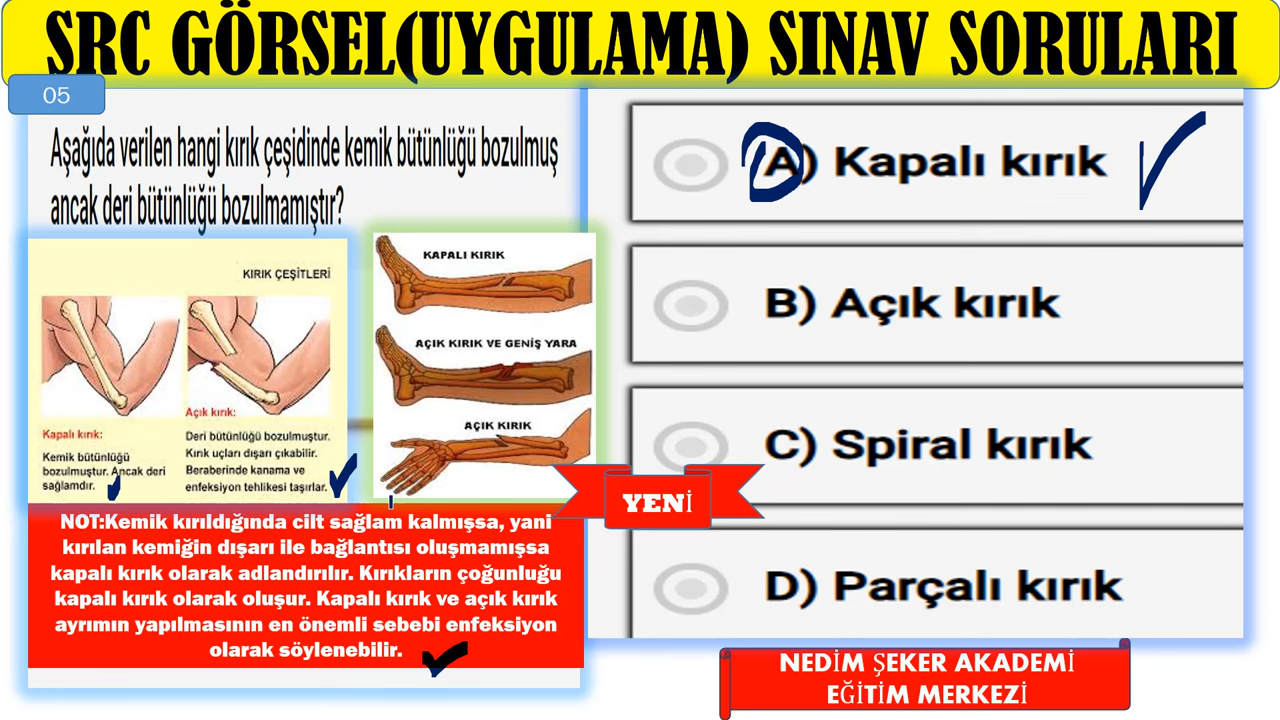 SRC GÖRSEL(UYGULAMA) SINAV SORULARI
05
Aşağıda verilen hangi kırık çeşidinde kemik bütünlüğü bozulmuş
ancak deri bütünlüğü bozulmamıştır?
KIRIK ÇEŞİTLERİ
Kapalı kırık:
Kemik bütünlüğü
bozulmuştur. Ancak deri
sağlamdır.
Açık kırık:
Deri bütünlüğü bozulmuştur.
Kırık uçları dışarı çıkabilir.
Beraberinde kanama ve
enfeksiyon tehlikesi taşırlar.
KAPALI KIRIK
AÇIK KIRIK VE GENİŞ YARA
AÇIK KIRIK
NOT:Kemik kırıldığında cilt sağlam kalmışsa, yani
kırılan kemiğin dışarı ile bağlantısı oluşmamışsa
kapalı kırık olarak adlandırılır. Kırıkların çoğunluğu
kapalı kırık olarak oluşur. Kapalı kırık ve açık kırık
ayrımın yapılmasının en önemli sebebi enfeksiyon
olarak söylenebilir.
A) Kapalı kırık
B) Açık kırık
C) Spiral kırık
D) Parçalı kırık
YENİ
NEDİM ŞEKER AKADEMİ
EĞİTİM MERKEZİ